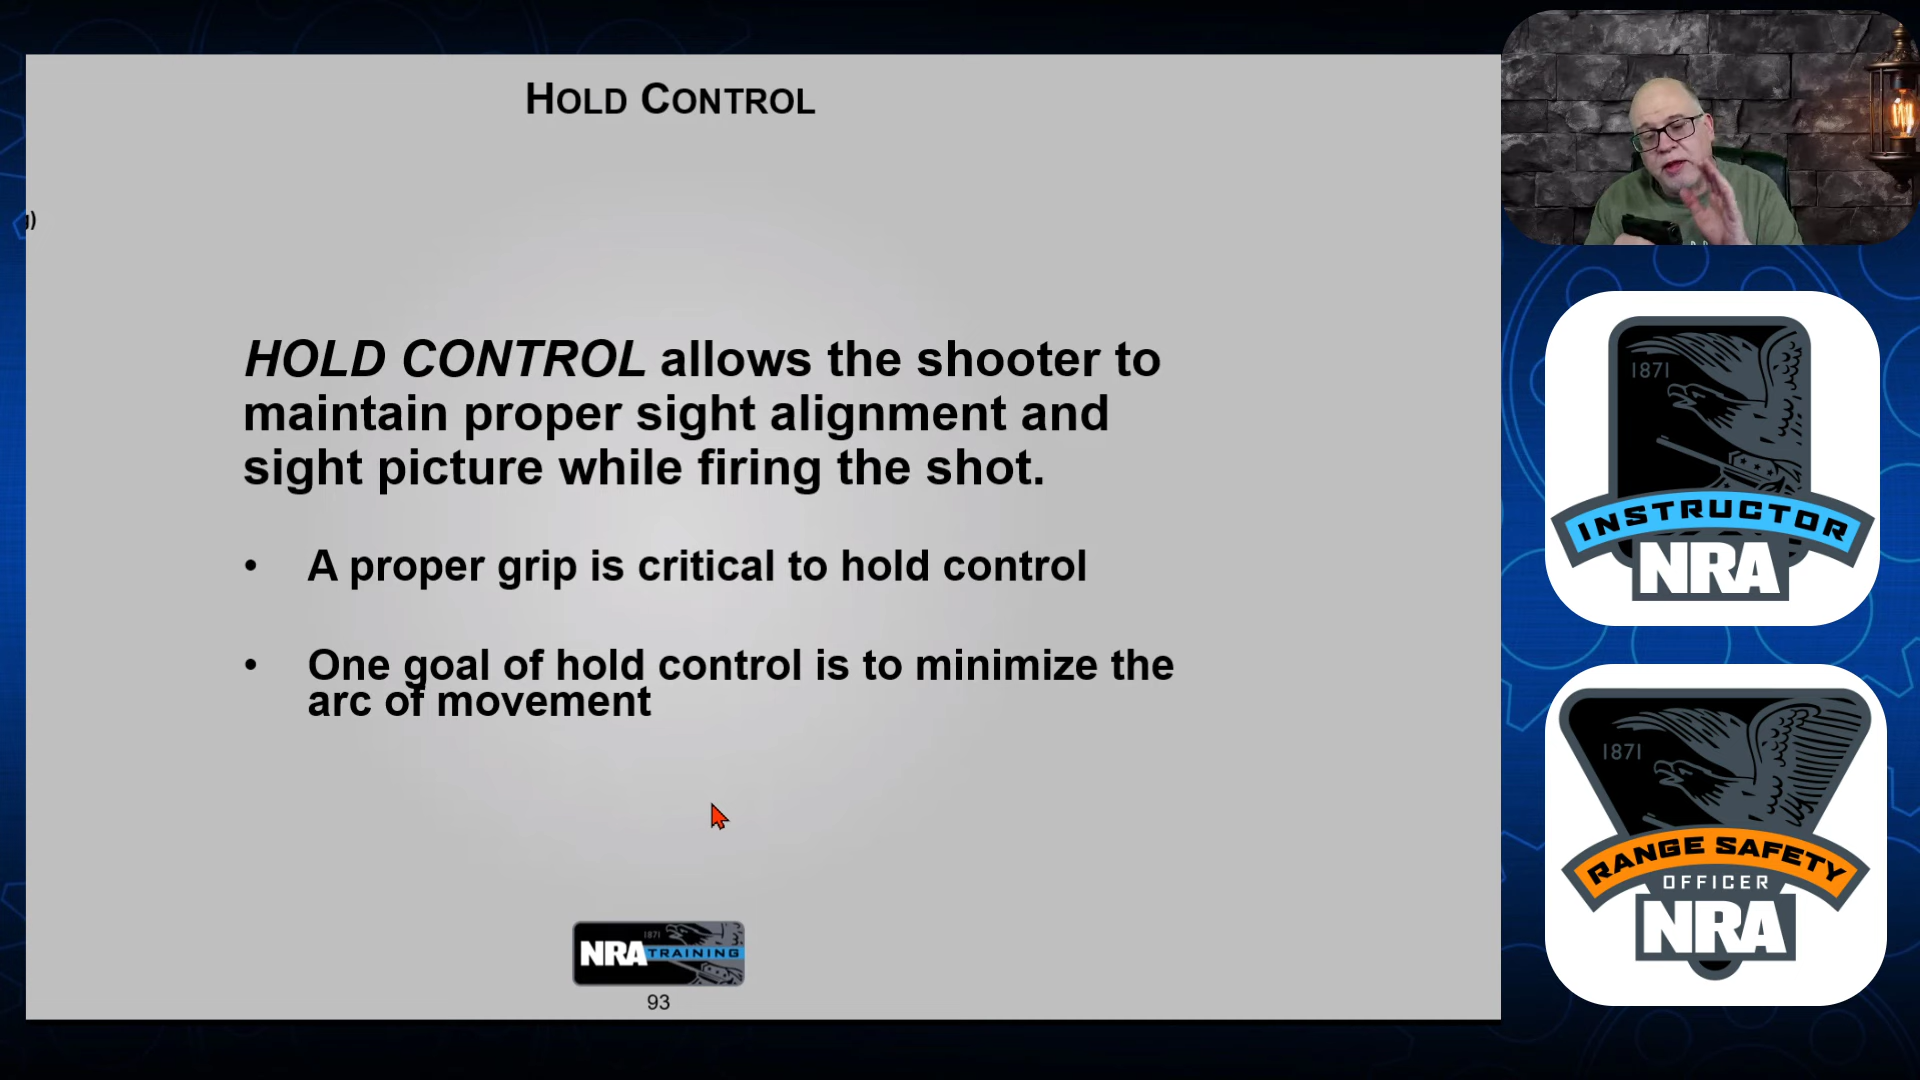 HOLD CONTROL
g)
HOLD CONTROL allows the shooter to
maintain proper sight alignment and
sight picture while firing the shot.
• A proper grip is critical to hold control
• One goal of hold control is to minimize the
arc of movement
1871
NRA TRAINING
93
1871
INSTRUCTOR
NRA
1871
RANGE SAFETY
OFFICER
NRA